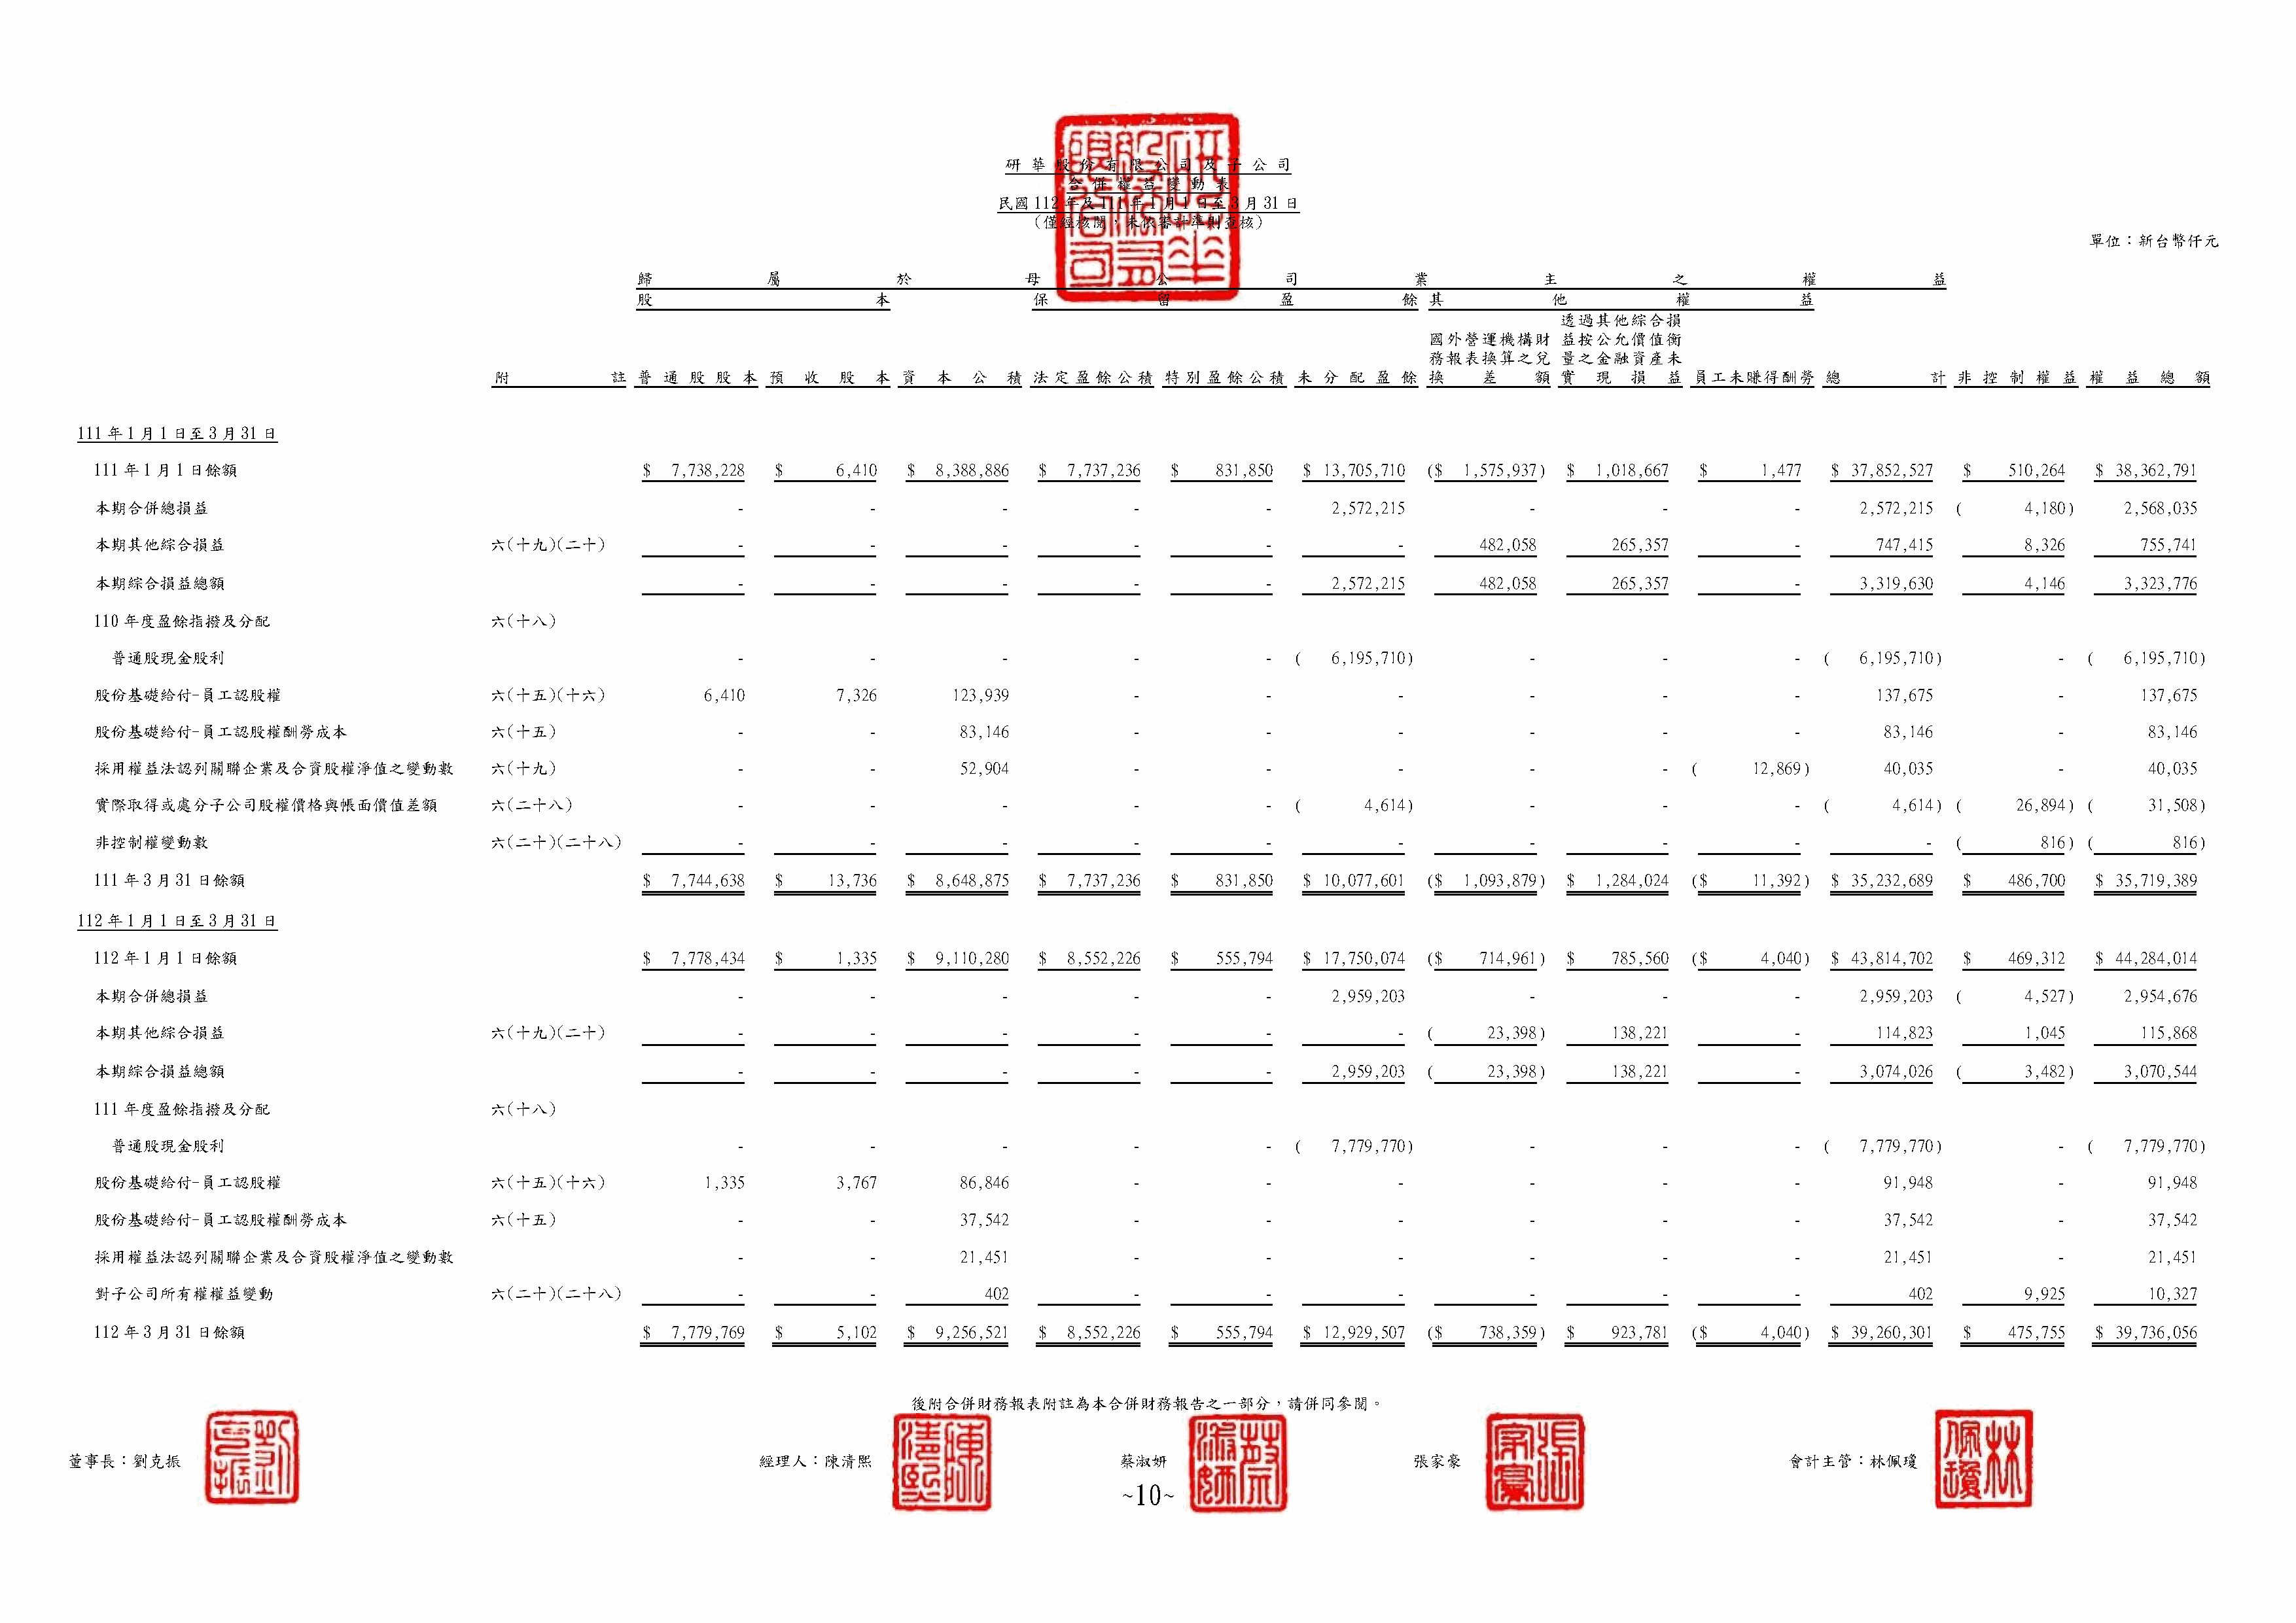 研華股份有限公司及子公司
合併權益變動表
民國112年及111年1月1日至3月31日
(僅經核閱，未依審計準則查核)
單位：新台幣仟元
歸屬於母公司業主之權益
股本 保留盈餘 其他權益
透過其他綜合損
國外營運機構財 益按公允價值衡
務報表換算之兌 量之金融資產未
附註 普通股股本 預收股本 資本公積 法定盈餘公積 特別盈餘公積 未分配盈餘 換差額 實現損益 員工未賺得酬勞 總計 非控制權益 權益總額
111年1月1日至3月31日
111年1月1日餘額 $ 7,738,228 $ 6,410 $ 8,388,886 $ 7,737,236 $ 831,850 $ 13,705,710 ($ 1,575,937) $ 1,018,667 $ 1,477 $ 37,852,527 $ 510,264 $ 38,362,791
本期合併總損益 - - - - - 2,572,215 - - - 2,572,215 ( 4,180) 2,568,035
本期其他綜合損益 六(十九)(二十) - - - - - - 482,058 265,357 - 747,415 8,326 755,741
本期綜合損益總額 - - - - - 2,572,215 482,058 265,357 - 3,319,630 4,146 3,323,776
110年度盈餘指撥及分配 六(十八)
普通股現金股利 - - - - - ( 6,195,710) - - - ( 6,195,710) - ( 6,195,710)
股份基礎給付-員工認股權 六(十五)(十六) 6,410 7,326 123,939 - - - - - - 137,675 - 137,675
股份基礎給付-員工認股權酬勞成本 六(十五) - - 83,146 - - - - - - 83,146 - 83,146
採用權益法認列關聯企業及合資股權淨值之變動數 六(十九) - - 52,904 - - - - - ( 12,869) 40,035 - 40,035
實際取得或處分子公司股權價格與帳面價值差額 六(二十八) - - - - - ( 4,614) - - - ( 4,614) ( 26,894) ( 31,508)
非控制權變動數 六(二十)(二十八) - - - - - - - - - - ( 816) ( 816)
111年3月31日餘額 $ 7,744,638 $ 13,736 $ 8,648,875 $ 7,737,236 $ 831,850 $ 10,077,601 ($ 1,093,879) $ 1,284,024 ($ 11,392) $ 35,232,689 $ 486,700 $ 35,719,389
112年1月1日至3月31日
112年1月1日餘額 $ 7,778,434 $ 1,335 $ 9,110,280 $ 8,552,226 $ 555,794 $ 17,750,074 ($ 714,961) $ 785,560 ($ 4,040) $ 43,814,702 $ 469,312 $ 44,284,014
本期合併總損益 - - - - - 2,959,203 - - - 2,959,203 ( 4,527) 2,954,676
本期其他綜合損益 六(十九)(二十) - - - - - - ( 23,398) 138,221 - 114,823 1,045 115,868
本期綜合損益總額 - - - - - 2,959,203 ( 23,398) 138,221 - 3,074,026 ( 3,482) 3,070,544
111年度盈餘指撥及分配 六(十八)
普通股現金股利 - - - - - ( 7,779,770) - - - ( 7,779,770) - ( 7,779,770)
股份基礎給付-員工認股權 六(十五)(十六) 1,335 3,767 86,846 - - - - - - 91,948 - 91,948
股份基礎給付-員工認股權酬勞成本 六(十五) - - 37,542 - - - - - - 37,542 - 37,542
採用權益法認列關聯企業及合資股權淨值之變動數 - - 21,451 - - - - - - 21,451 - 21,451
對子公司所有權權益變動 六(二十)(二十八) - - 402 - - - - - - 402 9,925 10,327
112年3月31日餘額 $ 7,779,769 $ 5,102 $ 9,256,521 $ 8,552,226 $ 555,794 $ 12,929,507 ($ 738,359) $ 923,781 ($ 4,040) $ 39,260,301 $ 475,755 $ 39,736,056
後附合併財務報表附註為本合併財務報告之一部分，請併同參閱。
董事長：劉克振 經理人：陳清熙 蔡淑妍 張家豪 會計主管：林佩瓊
~10~